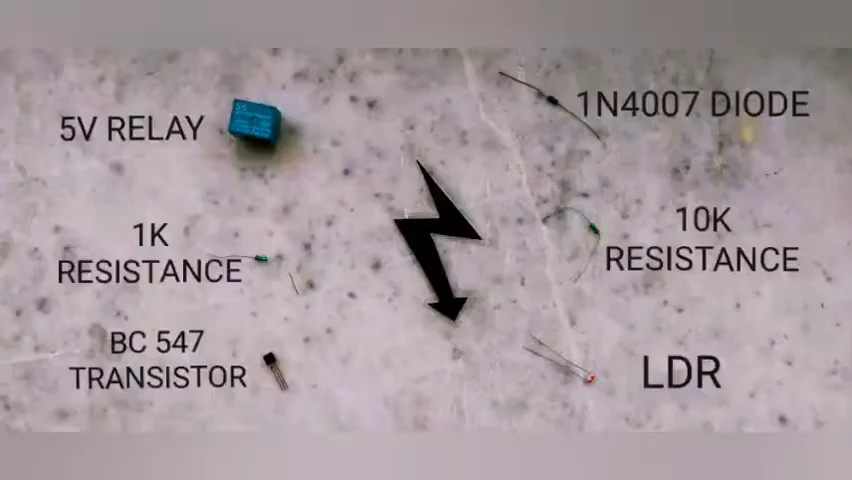 5V RELAY
1N4007 DIODE
1K
RESISTANCE
10K
RESISTANCE
BC 547
TRANSISTOR
LDR